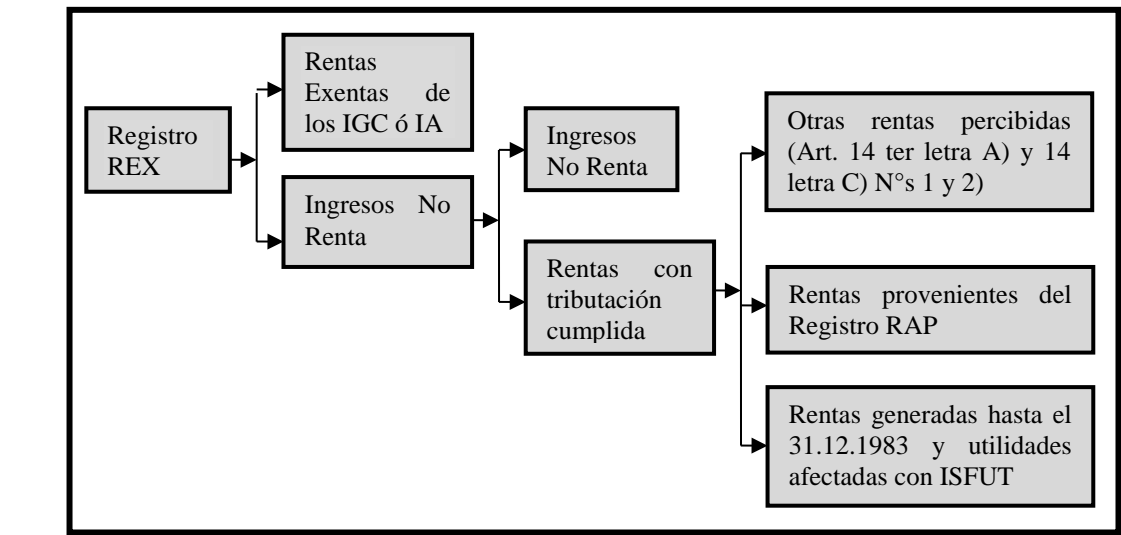 Registro
REX
Rentas
Exentas de
los IGC ó IA
Ingresos No
Renta
Ingresos
No Renta
Rentas con
tributación
cumplida
Otras rentas percibidas
(Art. 14 ter letra A) y 14
letra C) N°s 1 y 2)
Rentas provenientes del
Registro RAP
Rentas generadas hasta el
31.12.1983 y utilidades
afectadas con ISFUT